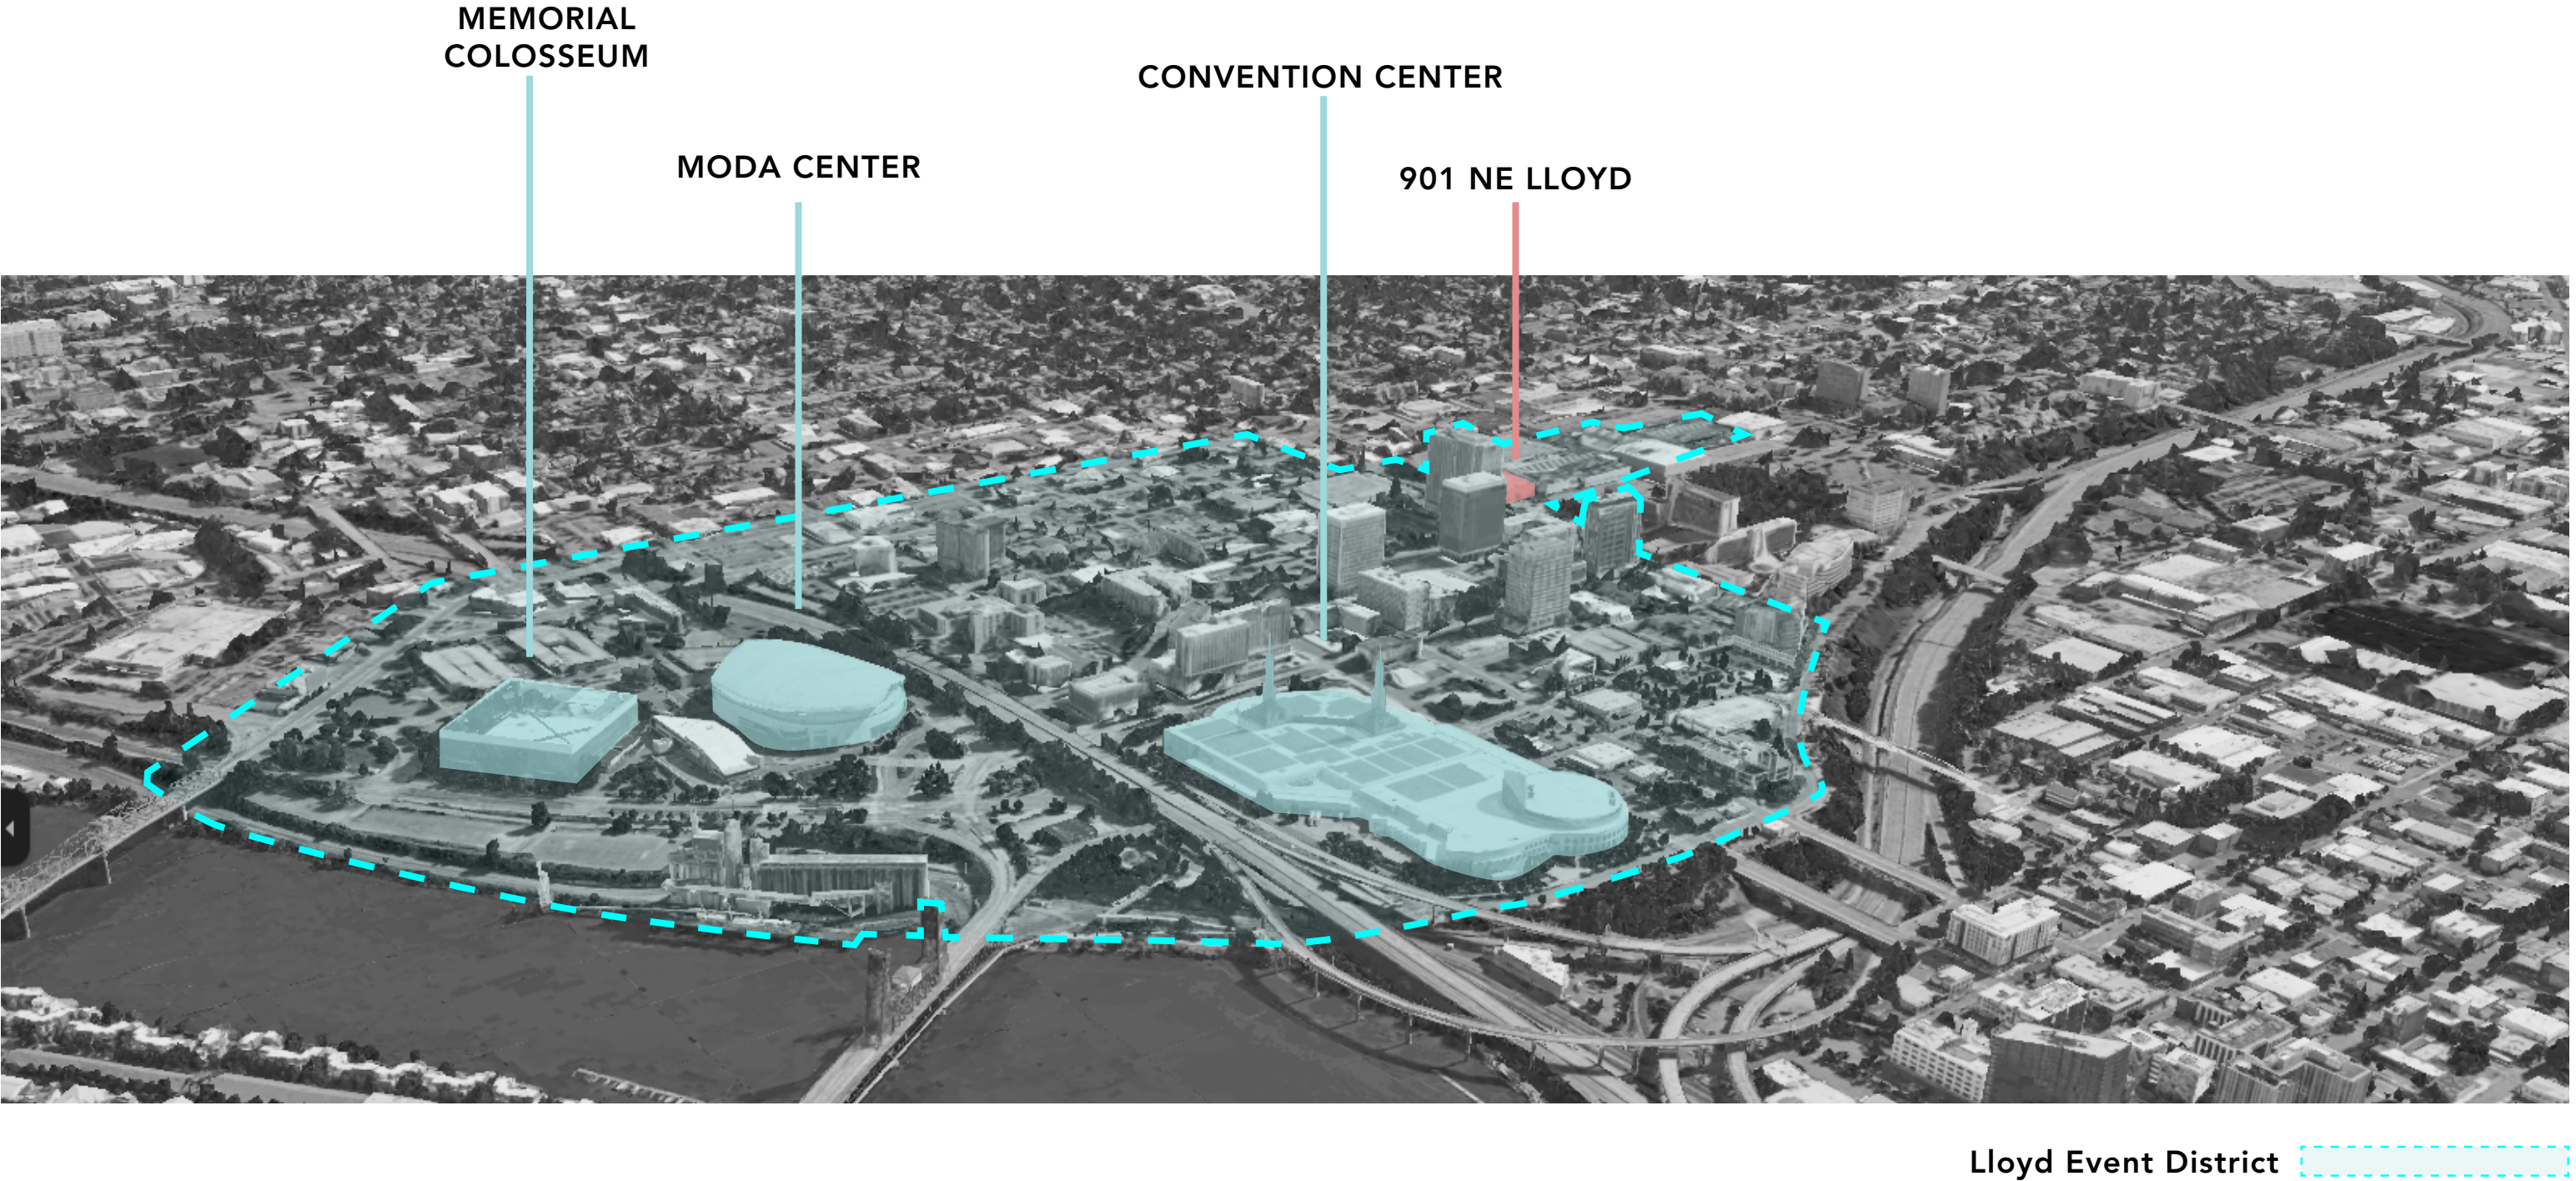 MEMORIAL
COLOSSEUM
CONVENTION CENTER
MODA CENTER
901 NE LLOYD
Lloyd Event District